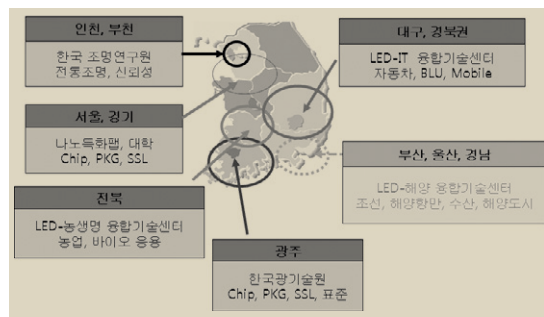 인천, 부천
한국 조명연구원
전통조명, 신뢰성
대구, 경북권
LED-IT 융합기술센터
자동차, BLU, Mobile
서울, 경기
나노특화팹, 대학
Chip, PKG, SSL
부산, 울산, 경남
LED-해양 융합기술센터
조선, 해양항만, 수산, 해양도시
전북
LED-농생명 융합기술센터
농업, 바이오 응용
광주
한국광기술원
Chip, PKG, SSL, 표준